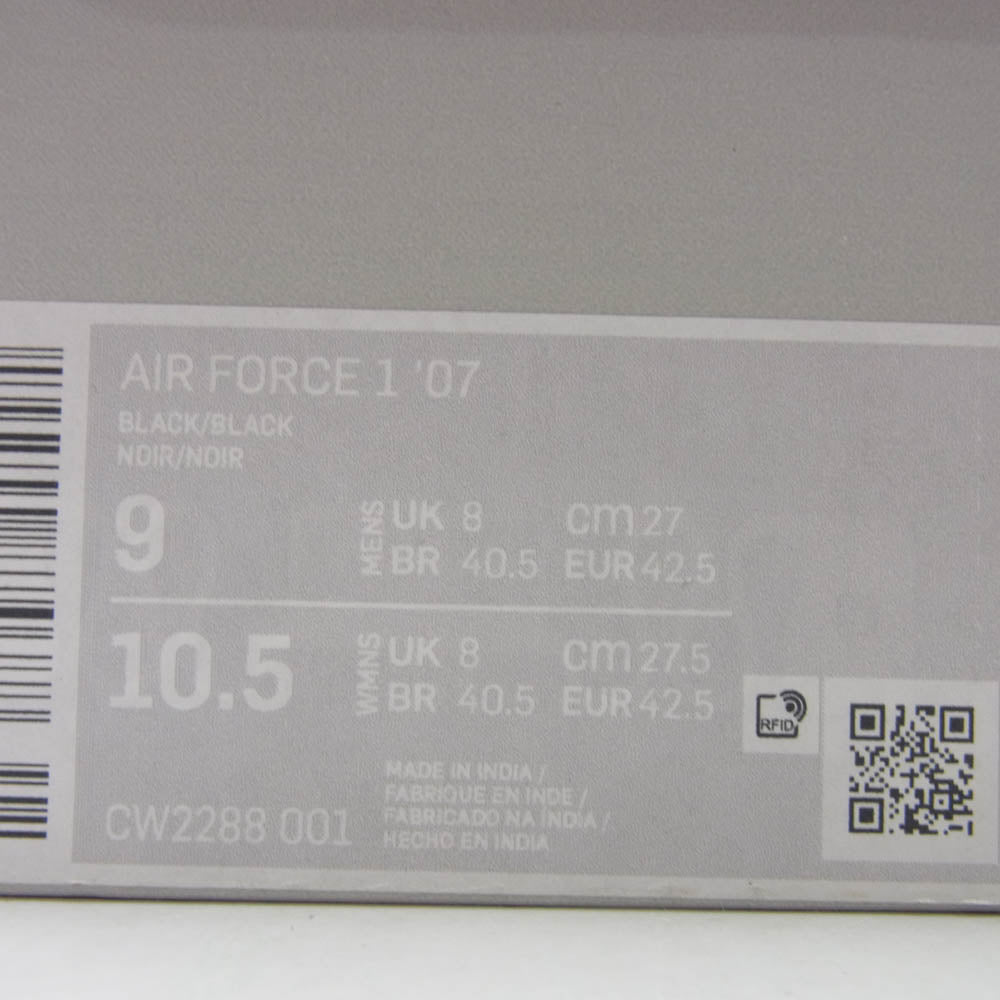 AIR FORCE 1 '07
BLACK/BLACK
NOIR/NOIR
9
MENS
UK 8 cm 27
BR 40.5 EUR 42.5
10.5
WMNS
UK 8 cm 27.5
BR 40.5 EUR 42.5
RFID
MADE IN INDIA /
FABRIQUE EN INDE /
FABRICADO NA INDIA /
HECHO EN INDIA
CW2288 001